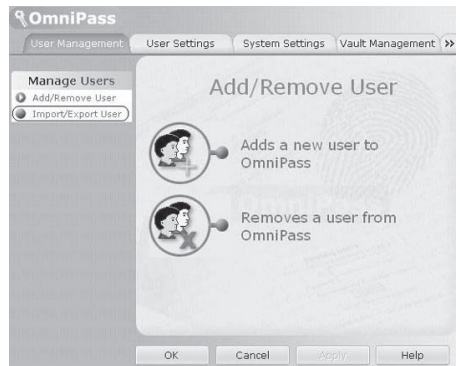 OmniPass
User Management User Settings System Settings Vault Management
Manage Users
Add/Remove User
Import/Export User
Add/Remove User
Adds a new user to
OmniPass
Removes a user from
OmniPass
OmniPass
OK Cancel Apply Help